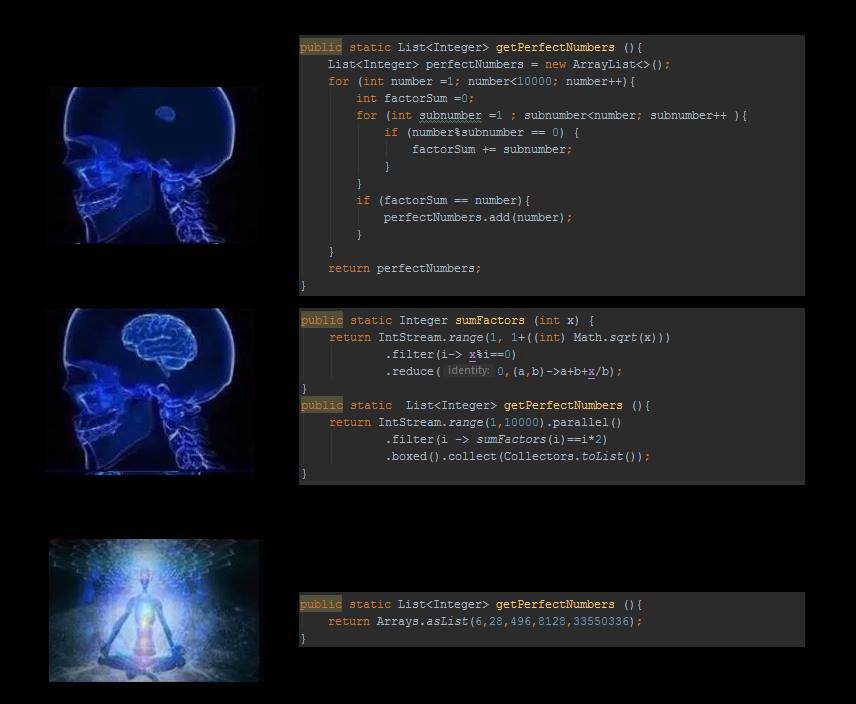 public static List<Integer> getPerfectNumbers (){
List<Integer> perfectNumbers = new ArrayList<>();
for (int number =1; number<10000; number++){
int factorSum =0;
for (int subnumber =1 ; subnumber<number; subnumber++ ){
if (number%subnumber == 0) {
factorSum += subnumber;
}
}
if (factorSum == number){
perfectNumbers.add(number);
}
}
return perfectNumbers;
}
public static Integer sumFactors (int x) {
return IntStream.range(1, 1+((int) Math.sqrt(x)))
.filter(i-> x%i==0)
.reduce( identity: 0,(a,b)->a+b+x/b);
}
public static  List<Integer> getPerfectNumbers (){
return IntStream.range(1,10000).parallel()
.filter(i -> sumFactors(i)==i*2)
.boxed().collect(Collectors.toList());
}
public static List<Integer> getPerfectNumbers (){
return Arrays.asList(6,28,496,8128,33550336);
}